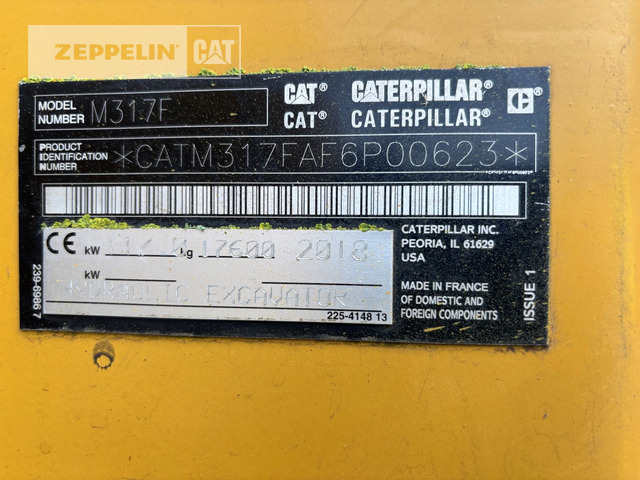 ZEPPELIN CAT
MODEL NUMBER M317F
CAT® CATERPILLAR®
CAT® CATERPILLAR®
PRODUCT IDENTIFICATION NUMBER *CATM317FAF6P00623*
CE kW kg 17600 2018
kW
HYDRAULIC EXCAVATOR
225-4148 13
239-6986 7
CATERPILLAR INC.
PEORIA, IL 61629
USA
MADE IN FRANCE
OF DOMESTIC AND
FOREIGN COMPONENTS
ISSUE 1